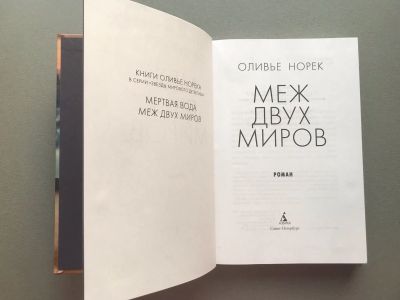 КНИГИ ОЛИВЬЕ НОРЕКА
В СЕРИИ «ЗВЕЗДЫ МИРОВОГО ДЕТЕКТИВА»
МЕРТВАЯ ВОДА
МЕЖ ДВУХ МИРОВ
ОЛИВЬЕ НОРЕК
МЕЖ
ДВУХ
МИРОВ
РОМАН
АЗБУКА
Санкт-Петербург